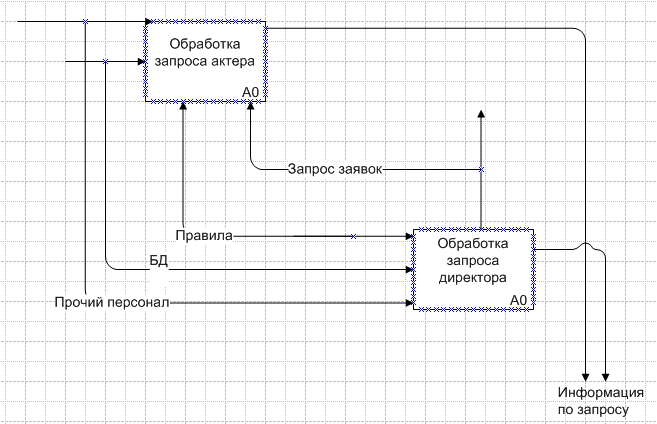 Обработка
запроса актера
A0
Запрос заявок
Правила
Обработка
запроса
директора
A0
БД
Прочий персонал
Информация
по запросу